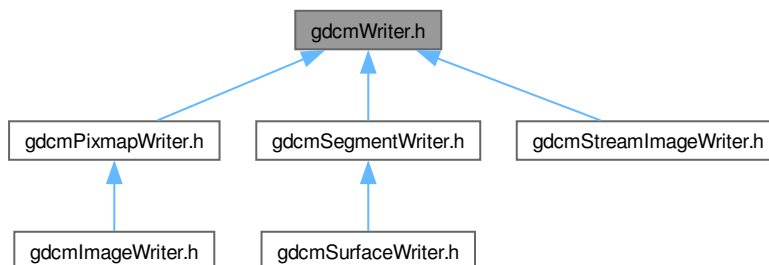 gdcmWriter.h
gdcmPixmapWriter.h
gdcmSegmentWriter.h
gdcmStreamImageWriter.h
gdcmImageWriter.h
gdcmSurfaceWriter.h